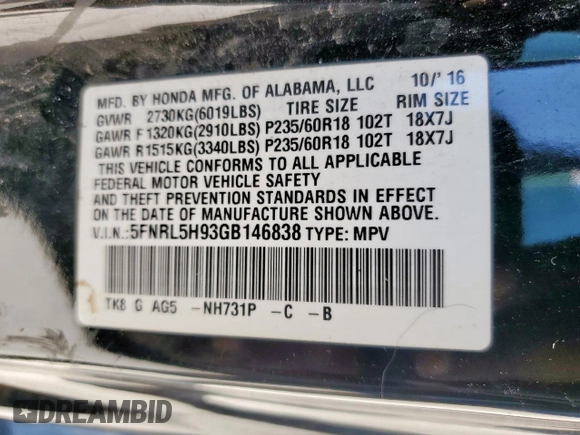 MFD. BY HONDA MFG. OF ALABAMA, LLC 10/'16
GVWR 2730KG(6019LBS) TIRE SIZE RIM SIZE
GAWR F1320KG(2910LBS) P235/60R18 102T 18X7J
GAWR R1515KG(3340LBS) P235/60R18 102T 18X7J
THIS VEHICLE CONFORMS TO ALL APPLICABLE
FEDERAL MOTOR VEHICLE SAFETY
AND THEFT PREVENTION STANDARDS IN EFFECT
ON THE DATE OF MANUFACTURE SHOWN ABOVE.
V.I.N.:5FNRL5H93GB146838 TYPE: MPV
TK8 G AG5 -NH731P -C -B
DREAMBID